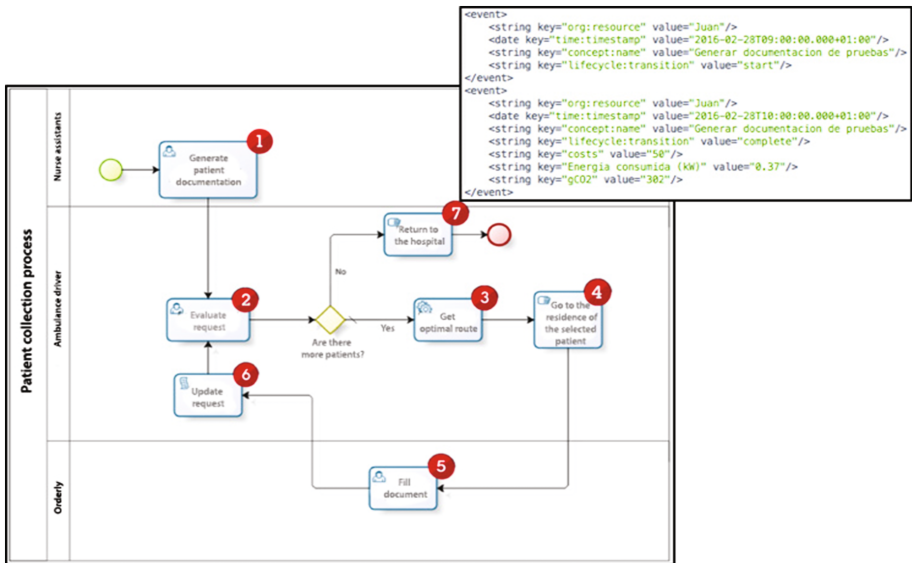 <event>
<string key="org:resource" value="Juan"/>
<date key="time:timestamp" value="2016-02-28T09:00:00.000+01:00"/>
<string key="concept:name" value="Generar documentacion de pruebas"/>
<string key="lifecycle:transition" value="start"/>
</event>
<event>
<string key="org:resource" value="Juan"/>
<date key="time:timestamp" value="2016-02-28T10:00:00.000+01:00"/>
<string key="concept:name" value="Generar documentacion de pruebas"/>
<string key="lifecycle:transition" value="complete"/>
<string key="costs" value="50"/>
<string key="Energia consumida (kW)" value="0.37"/>
<string key="gCO2" value="302"/>
</event>
Patient collection process
Nurse assistants
1
Generate
patient
documentation
Ambulance driver
7
Return to
the hospital
No
2
Evaluate
request
Are there
more patients?
Yes
3
Get
optimal route
4
Go to the
residence of
the selected
patient
6
Update
request
Orderly
5
Fill
document